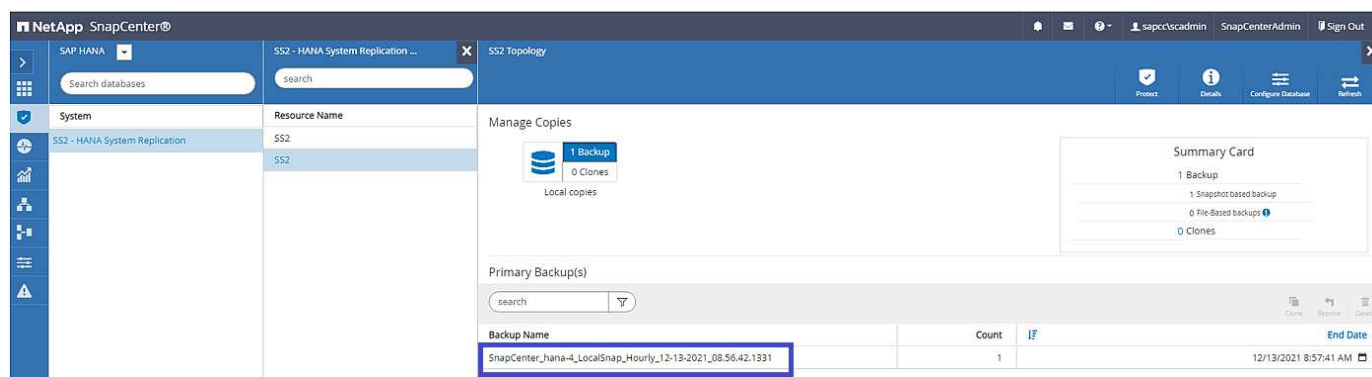 NetApp SnapCenter®
sapcc\scadmin SnapCenterAdmin Sign Out
SAP HANA
SS2 - HANA System Replication ...
SS2 Topology
Search databases
search
Protect Details Configure Database Refresh
System
Resource Name
SS2 - HANA System Replication
SS2
SS2
Manage Copies
1 Backup
0 Clones
Local copies
Summary Card
1 Backup
1 Snapshot based backup
0 File-Based backups
0 Clones
Primary Backup(s)
search
Clone Restore Delete
Backup Name Count End Date
SnapCenter_hana-4_LocalSnap_Hourly_12-13-2021_08.56.42.1331 1 12/13/2021 8:57:41 AM